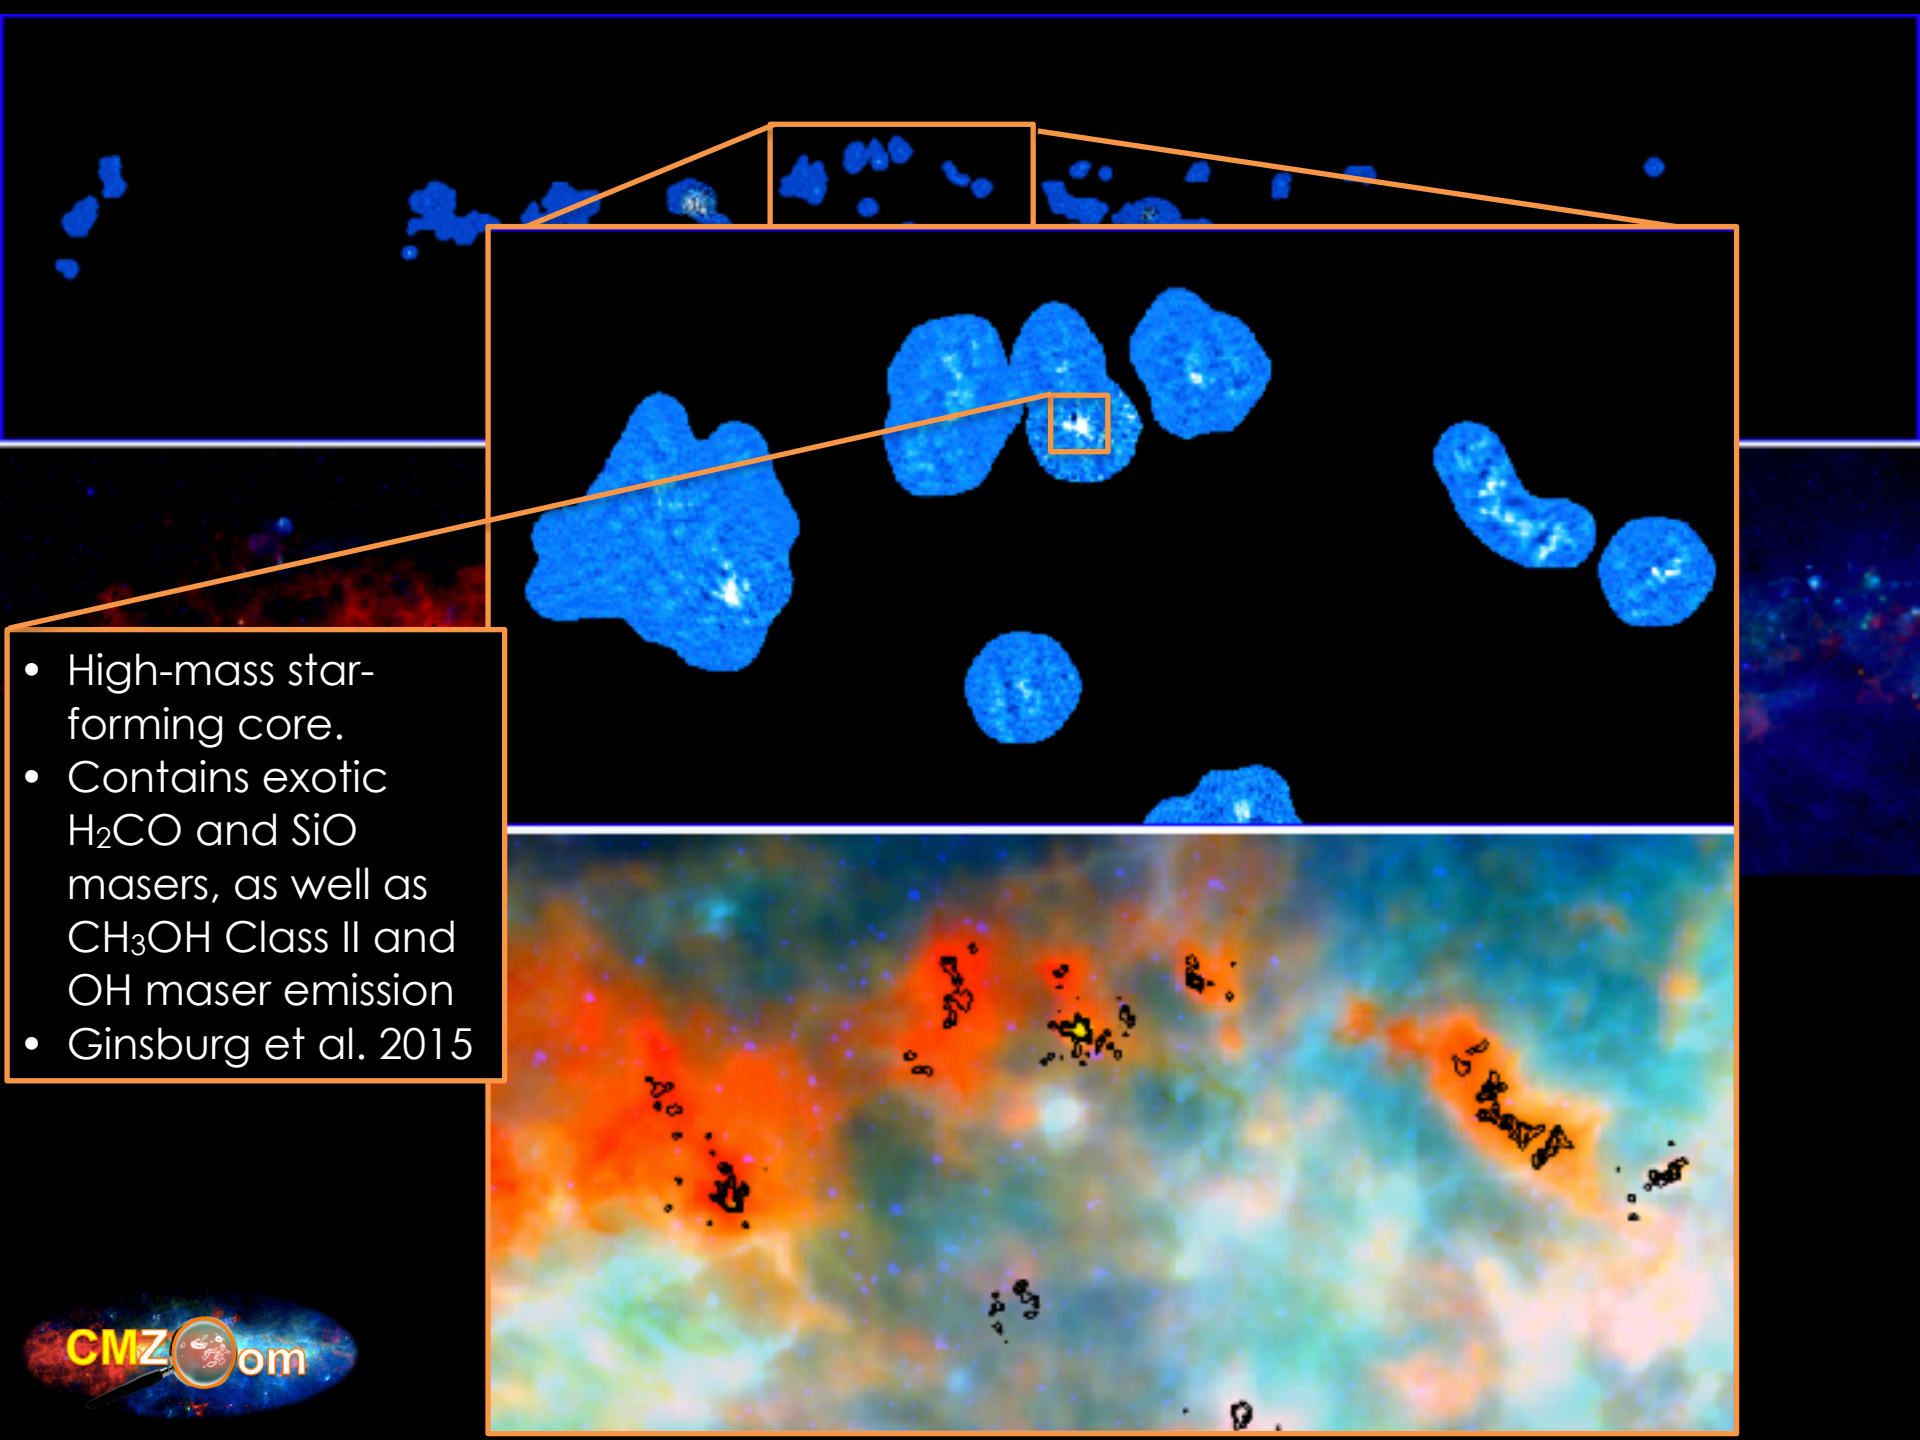 • High-mass star-
forming core.
• Contains exotic
H₂CO and SiO
masers, as well as
CH₃OH Class II and
OH maser emission
• Ginsburg et al. 2015
CMZoom